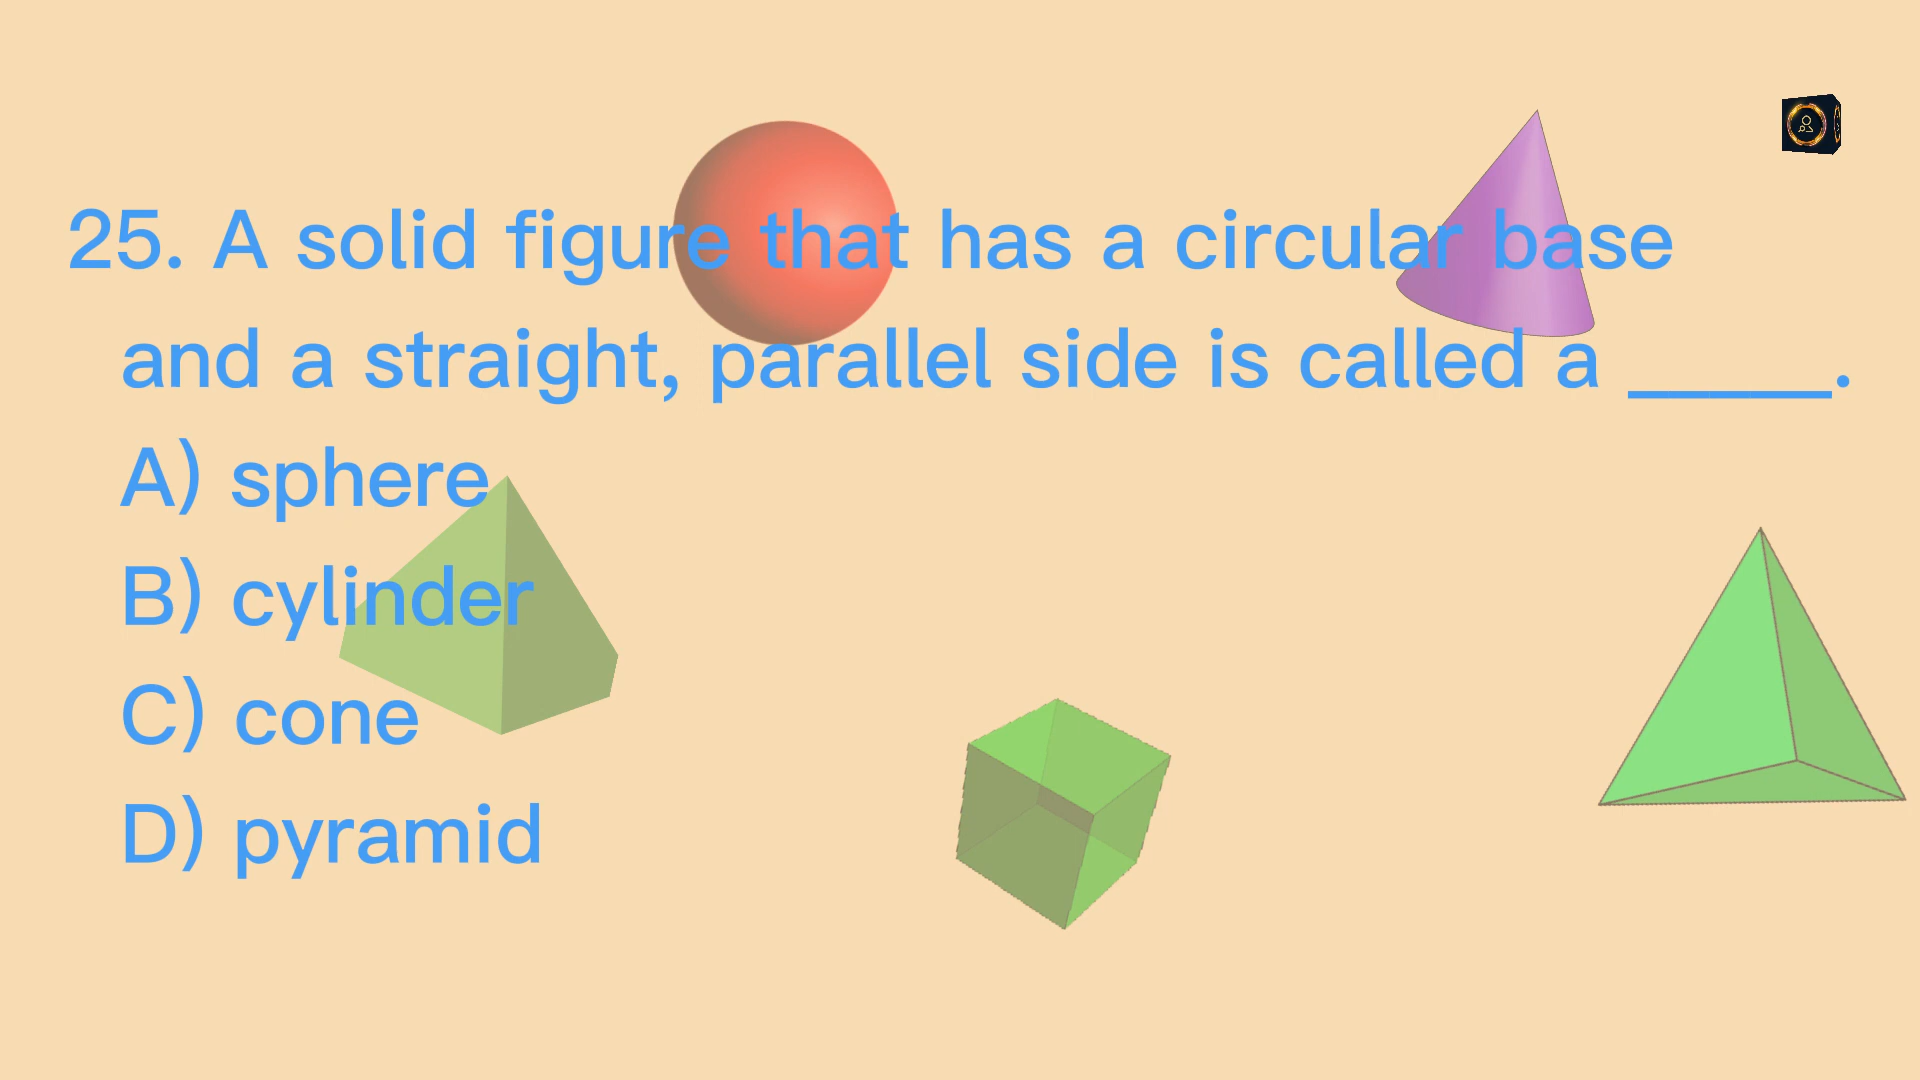 25. A solid figure that has a circular base
and a straight, parallel side is called a _____.
A) sphere
B) cylinder
C) cone
D) pyramid